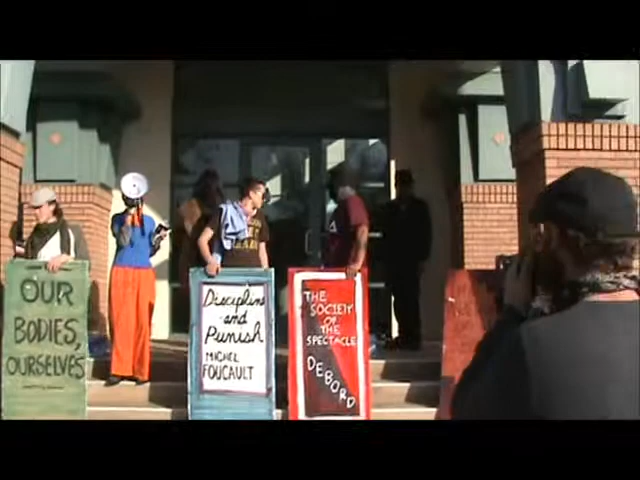 OUR
BODIES,
OURSELVES
Discipline
and
Punish
MICHEL
FOUCAULT
THE
SOCIETY
OF
THE
SPECTACLE
DEBORD